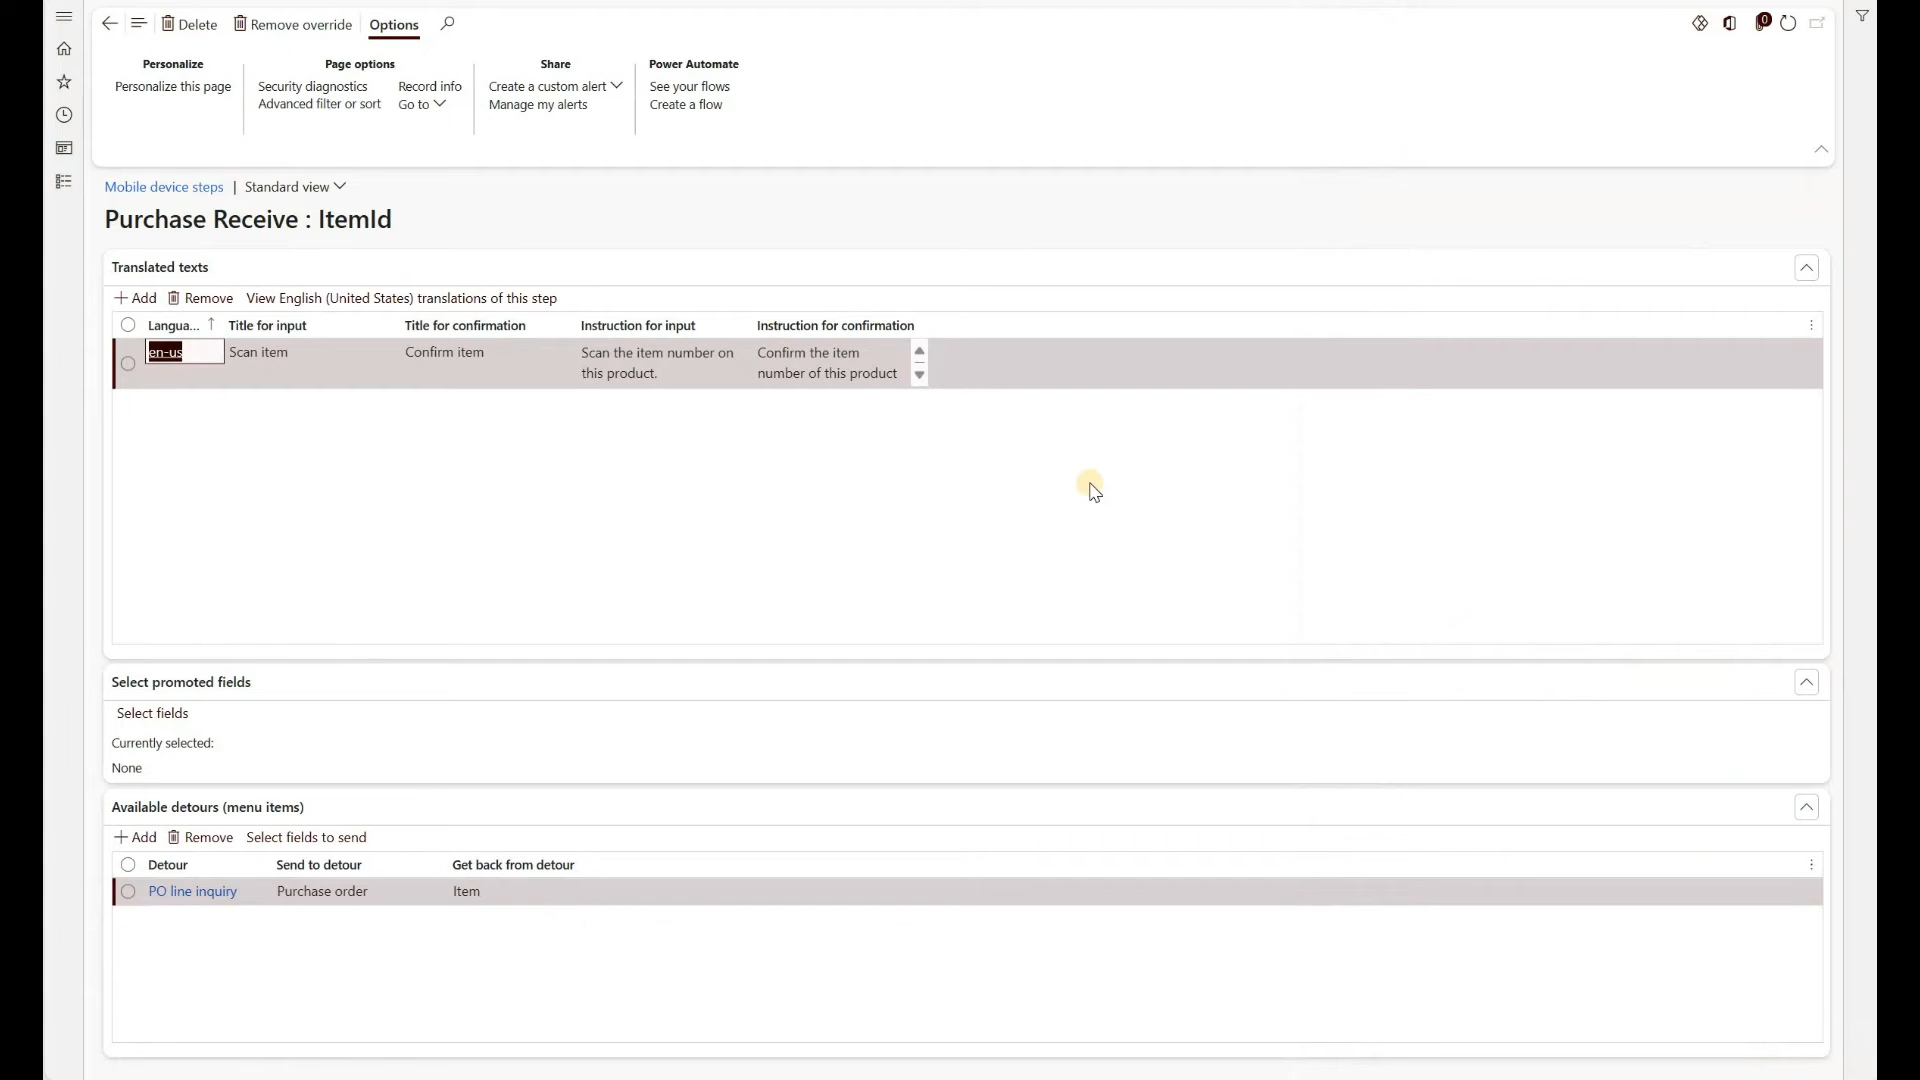 Delete Remove override Options
0
Personalize Page options Share Power Automate
Personalize this page Security diagnostics Record info Create a custom alert See your flows
Advanced filter or sort Go to Manage my alerts Create a flow
Mobile device steps | Standard view
Purchase Receive : ItemId
Translated texts
Add Remove View English (United States) translations of this step
Langua... Title for input Title for confirmation Instruction for input Instruction for confirmation
en-us Scan item Confirm item Scan the item number on Confirm the item
this product. number of this product
Select promoted fields
Select fields
Currently selected:
None
Available detours (menu items)
Add Remove Select fields to send
Detour Send to detour Get back from detour
PO line inquiry Purchase order Item